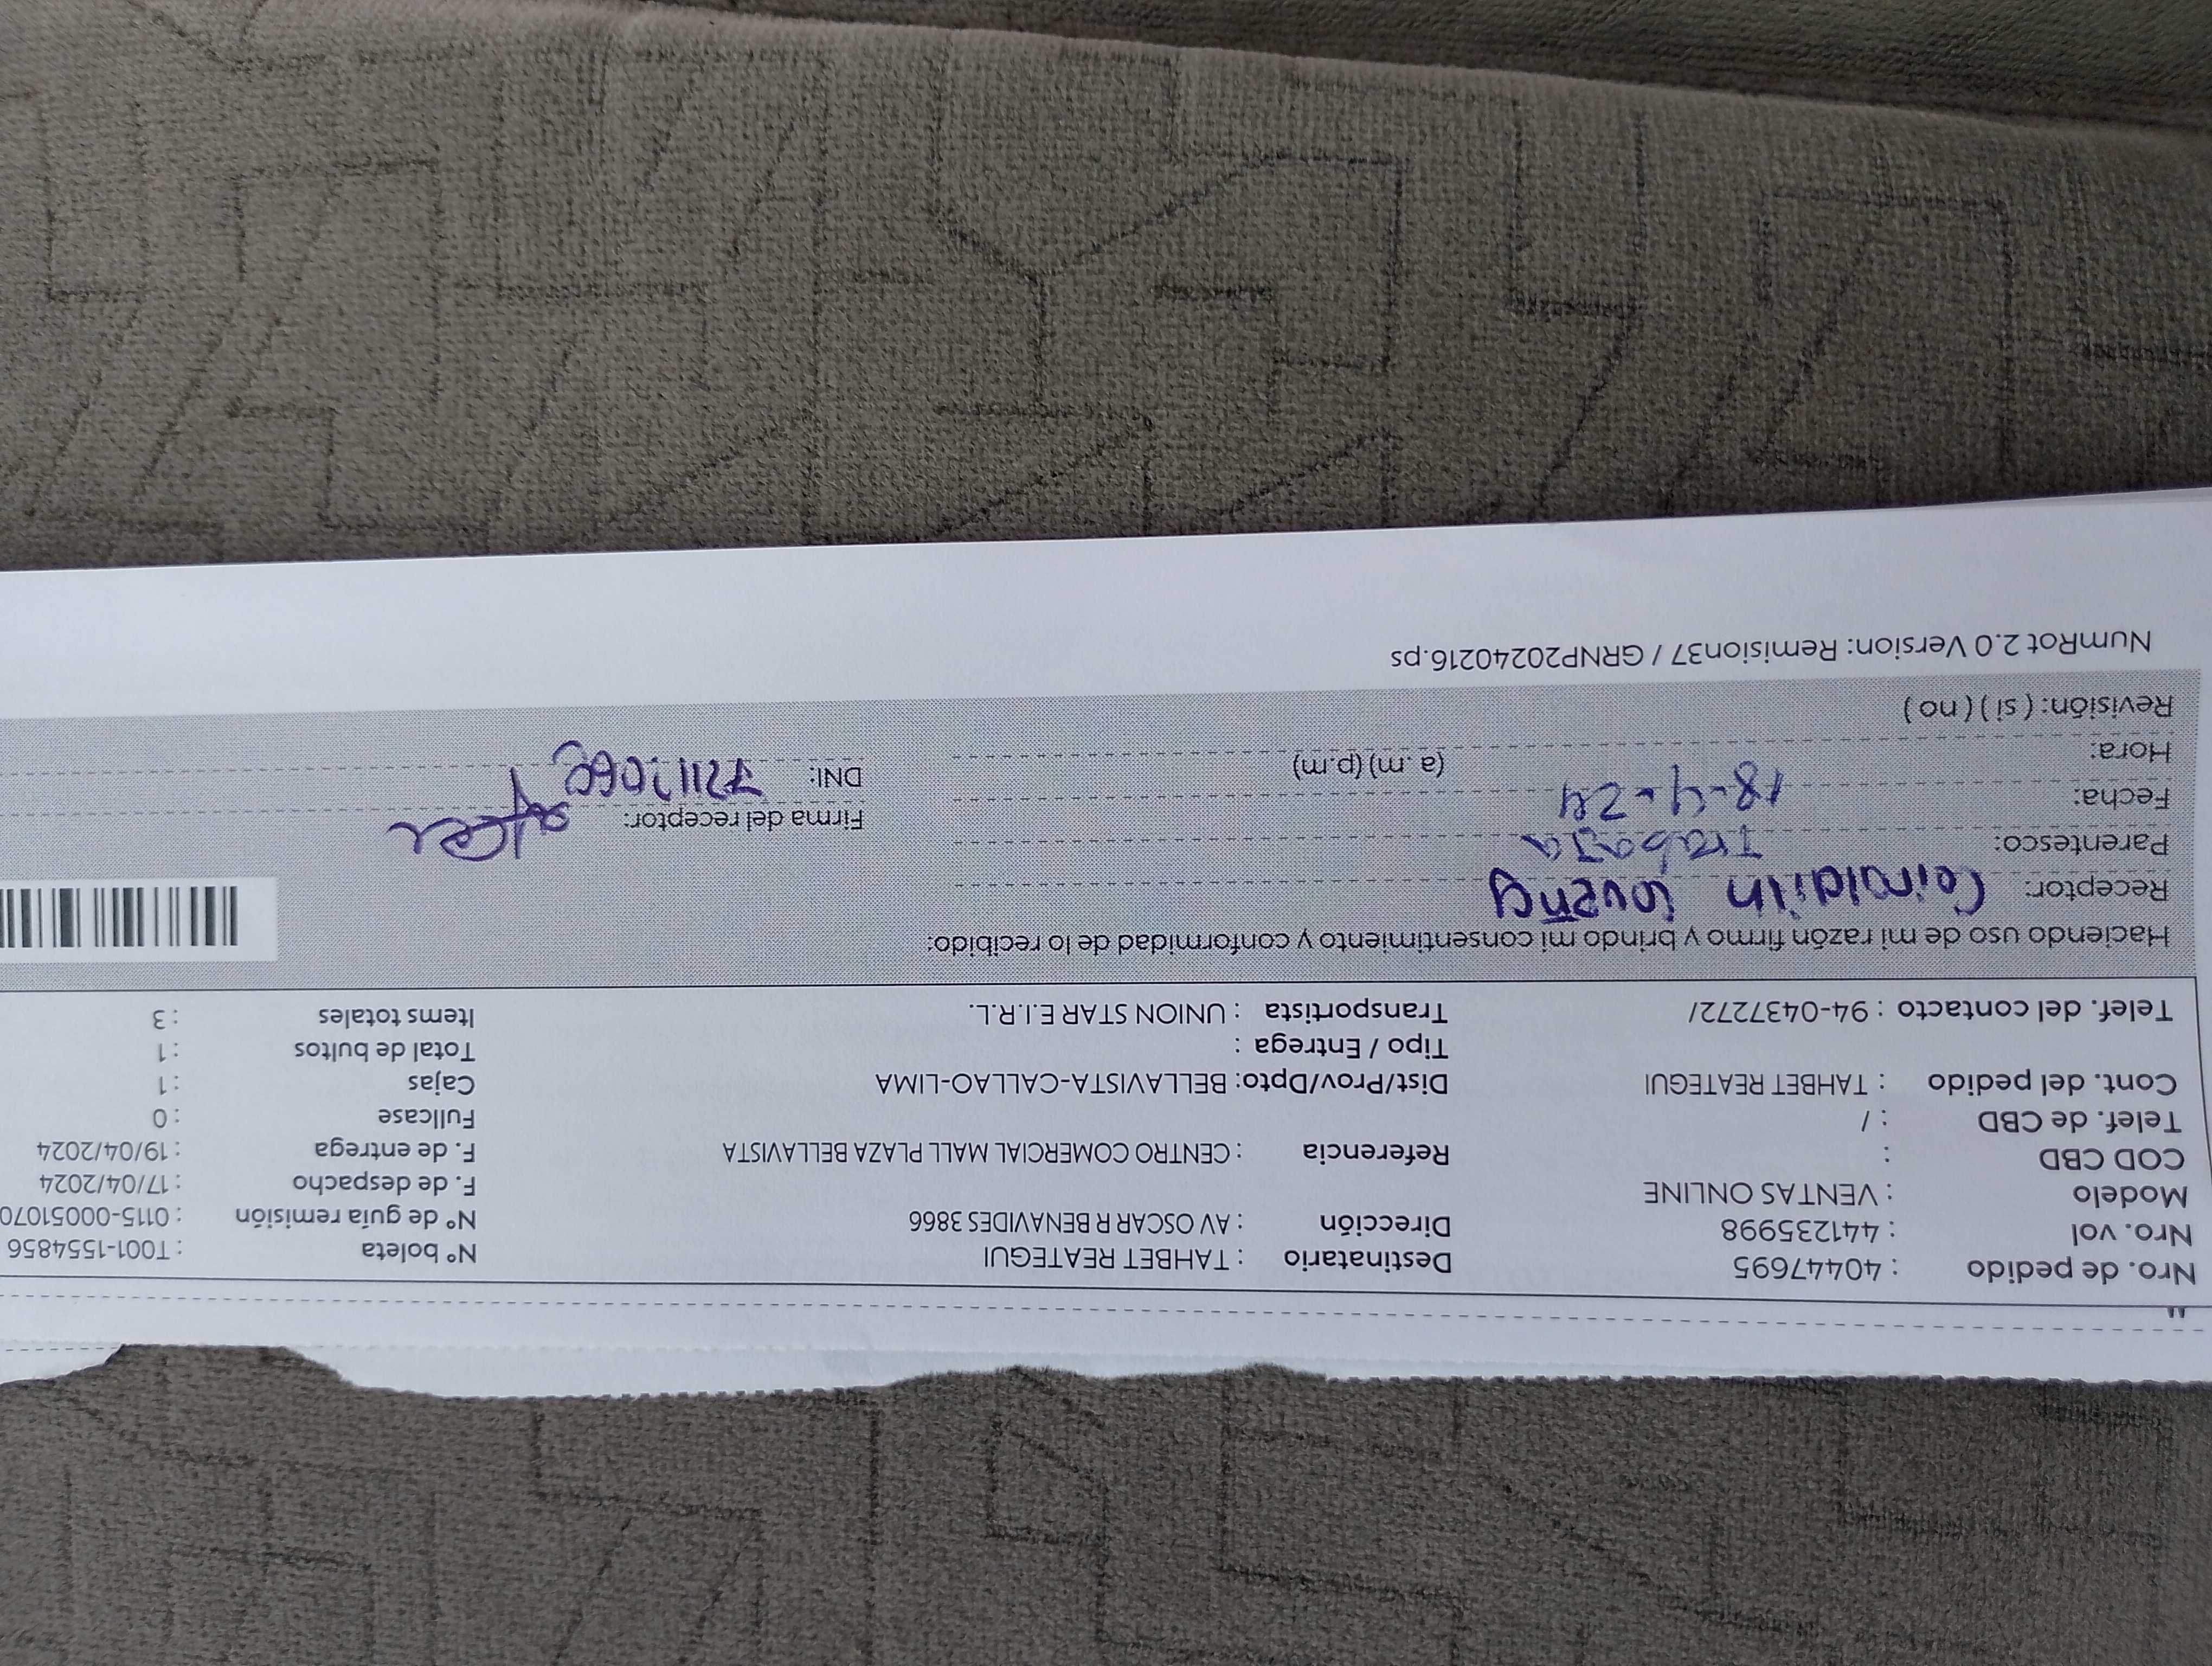 Nro. de pedido : 40447695 Destinatario : TAHBET REATEGUI Nº boleta : T001-1554856
Nro. vol : 441235998 Dirección : AV OSCAR R BENAVIDES 3866 Nº de guía remisión : 0115-00051070
Modelo : VENTAS ONLINE F. de despacho : 17/04/2024
COD CBD : Referencia : CENTRO COMERCIAL MALL PLAZA BELLAVISTA F. de entrega : 19/04/2024
Telef. de CBD : / Fullcase : 0
Cont. del pedido : TAHBET REATEGUI Dist/Prov/Dpto: BELLAVISTA-CALLAO-LIMA Cajas : 1
Tipo / Entrega : Total de bultos : 1
Telef. del contacto : 94-0437272/ Transportista : UNION STAR E.I.R.L. Items totales : 3
Haciendo uso de mi razón firmo y brindo mi consentimiento y conformidad de lo recibido:
Receptor:
Parentesco: Trabaja Firma del receptor:
Fecha: 18-4-24 DNI:
Hora: (a.m) (p.m)
Revisión: ( si ) ( no )
NumRot 2.0 Version: Remision37 / GRNP20240216.ps